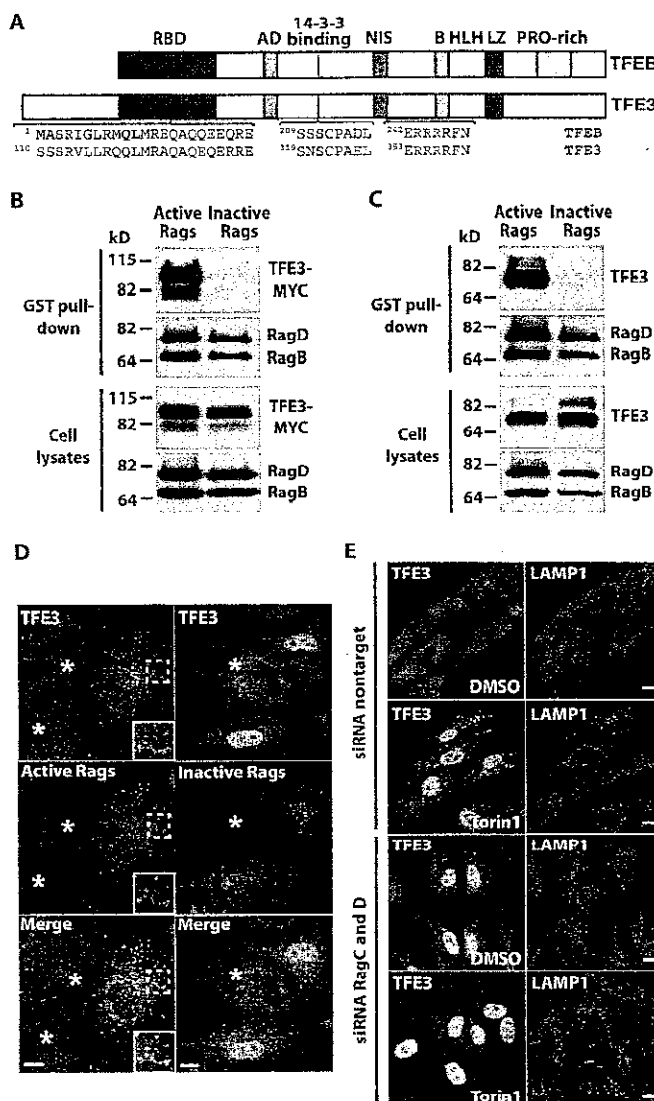 A
RBD AD 14-3-3 binding NIS B HLH LZ PRO-rich
TFEB
TFE3
1 MASRIGLRMQLMREQAQQEEQRE 209 SSSCPADL 242 ERRRRFN TFEB
110 SSSRVLLRQQLMRAQAQEQERRE 319 SNSCPAEL 353 ERRRRFN TFE3
B
Active Rags Inactive Rags
kD
115
82
TFE3-MYC
GST pull-down
82
64
RagD
RagB
115
82
TFE3-MYC
Cell lysates
82
64
RagD
RagB
C
Active Rags Inactive Rags
kD
82
64
TFE3
GST pull-down
82
64
RagD
RagB
82
64
TFE3
Cell lysates
82
64
RagD
RagB
D
TFE3 TFE3
* *
*
Active Rags Inactive Rags
* *
*
Merge Merge
* *
*
E
siRNA nontarget
TFE3 LAMP1
DMSO
TFE3 LAMP1
Torin1
siRNA RagC and D
TFE3 LAMP1
DMSO
TFE3 LAMP1
Torin1